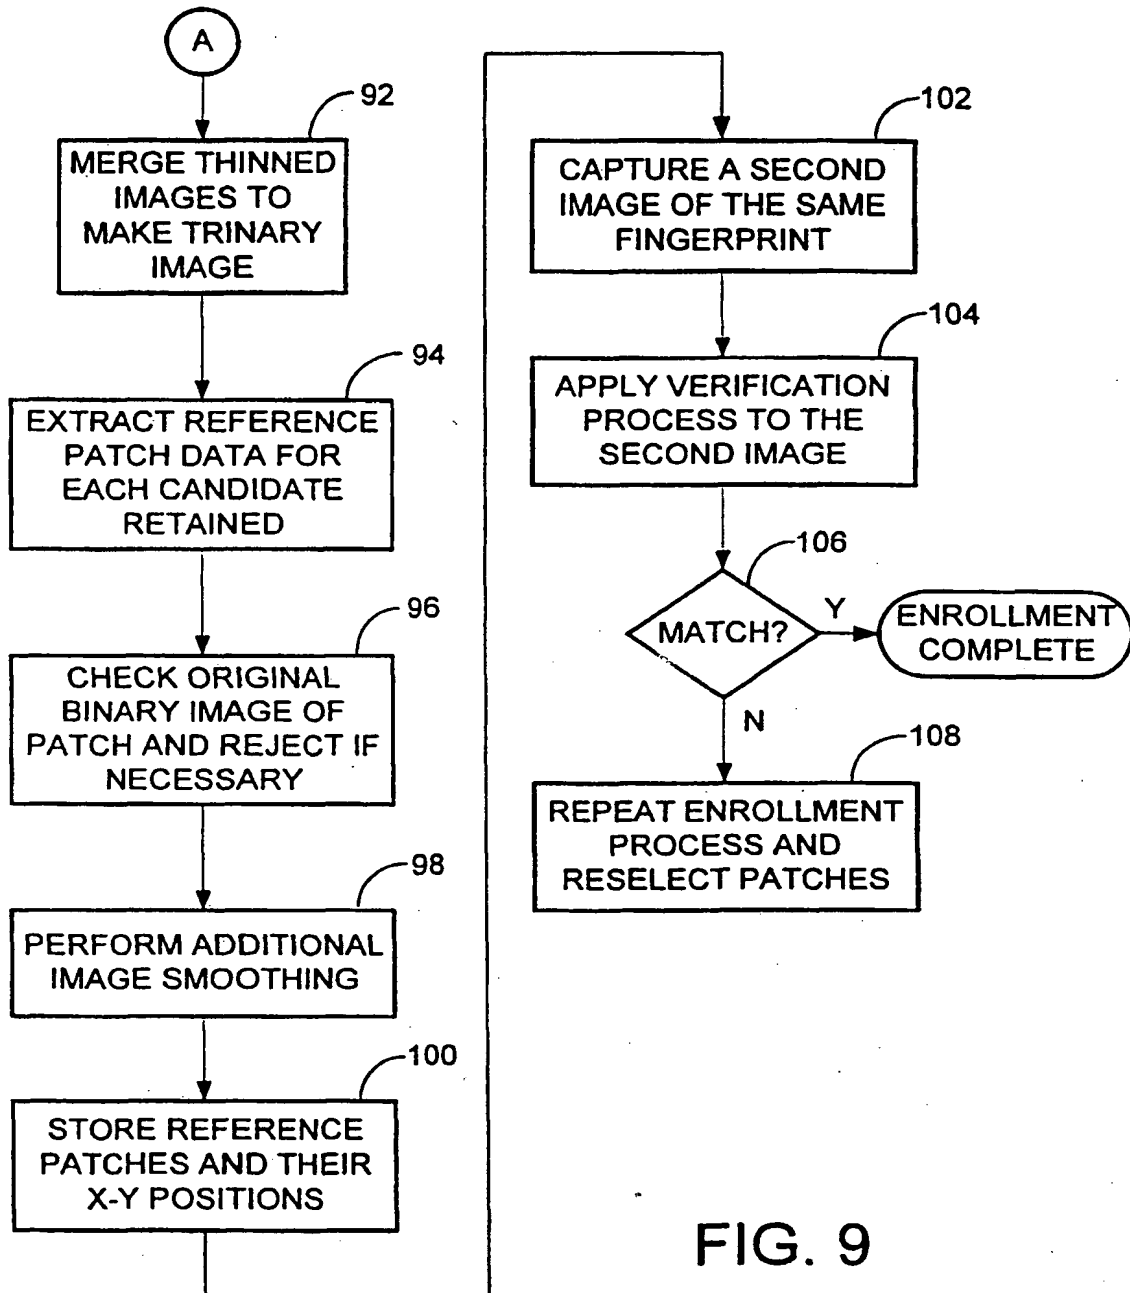 A
92
MERGE THINNED
IMAGES TO
MAKE TRINARY
IMAGE
94
EXTRACT REFERENCE
PATCH DATA FOR
EACH CANDIDATE
RETAINED
96
CHECK ORIGINAL
BINARY IMAGE OF
PATCH AND REJECT IF
NECESSARY
98
PERFORM ADDITIONAL
IMAGE SMOOTHING
100
STORE REFERENCE
PATCHES AND THEIR
X-Y POSITIONS
102
CAPTURE A SECOND
IMAGE OF THE SAME
FINGERPRINT
104
APPLY VERIFICATION
PROCESS TO THE
SECOND IMAGE
106
MATCH?
Y
ENROLLMENT
COMPLETE
N
108
REPEAT ENROLLMENT
PROCESS AND
RESELECT PATCHES
FIG. 9